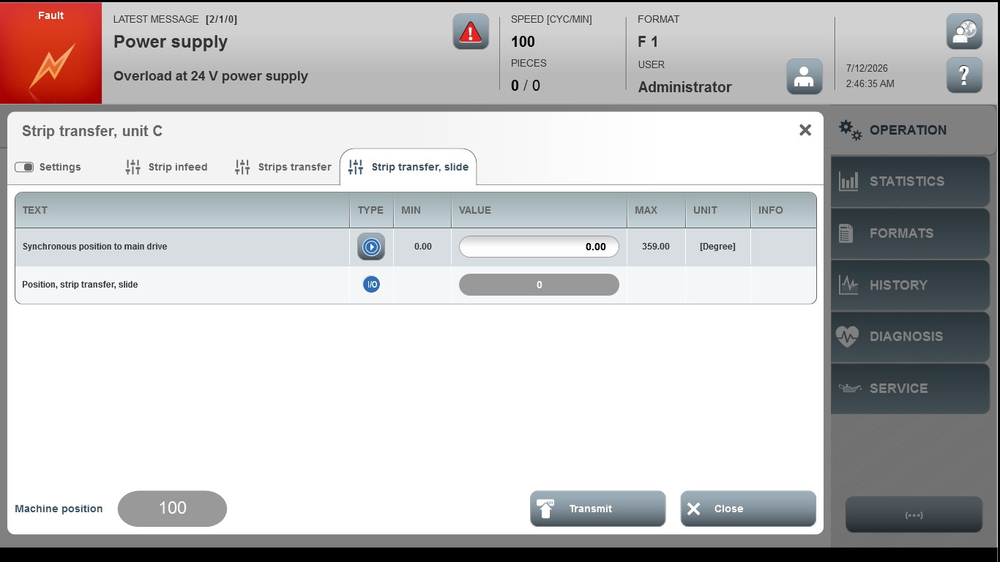 Fault
LATEST MESSAGE [2/1/0]
Power supply
Overload at 24 V power supply
SPEED [CYC/MIN]
100
PIECES
0 / 0
FORMAT
F 1
USER
Administrator
7/12/2026
2:46:35 AM
?
Strip transfer, unit C
Settings
Strip infeed
Strips transfer
Strip transfer, slide
TEXT TYPE MIN VALUE MAX UNIT INFO
Synchronous position to main drive 0.00 0.00 359.00 [Degree]
Position, strip transfer, slide I/O 0
Machine position 100
Transmit
Close
OPERATION
STATISTICS
FORMATS
HISTORY
DIAGNOSIS
SERVICE
(•••)